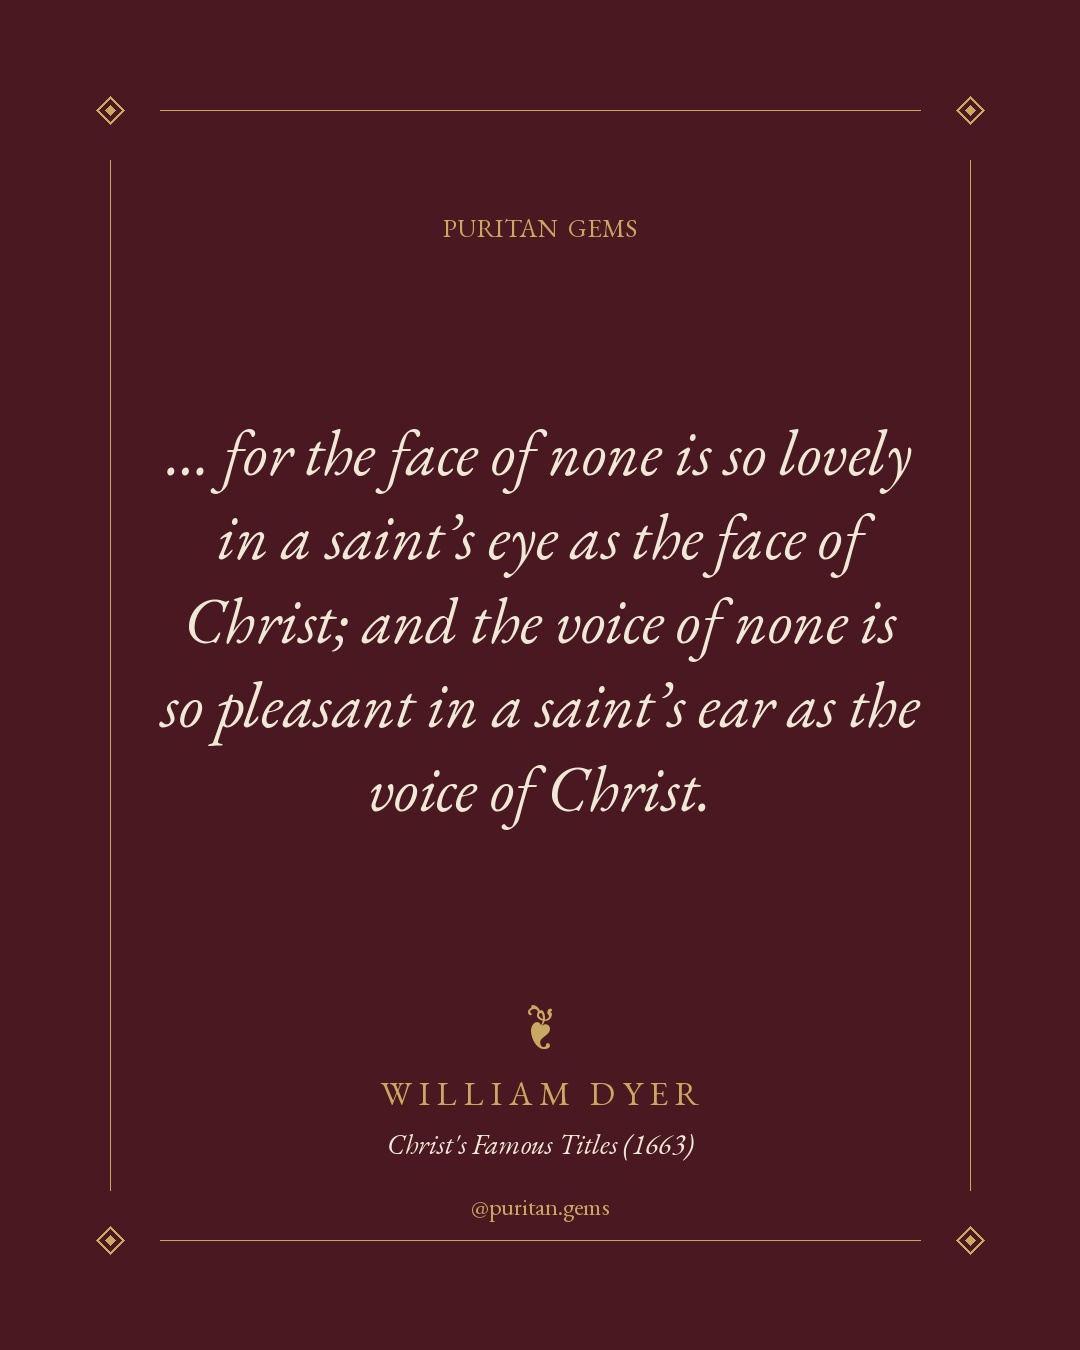 PURITAN GEMS
... for the face of none is so lovely
in a saint’s eye as the face of
Christ; and the voice of none is
so pleasant in a saint’s ear as the
voice of Christ.
❦
WILLIAM DYER
Christ's Famous Titles (1663)
@puritan.gems